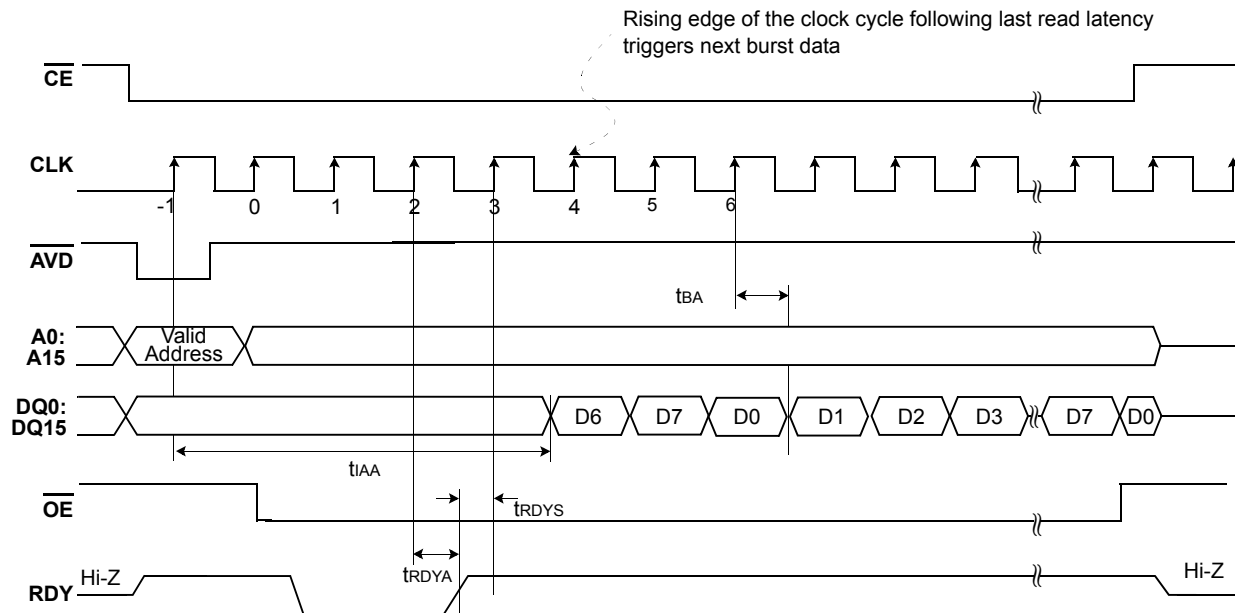 Rising edge of the clock cycle following last read latency
triggers next burst data
CE
CLK
-1 0 1 2 3 4 5 6
AVD
tBA
A0:
A15
Valid
Address
DQ0:
DQ15
D6 D7 D0 D1 D2 D3 D7 D0
tIAA
OE
tRDYS
tRDYA
Hi-Z
RDY
Hi-Z